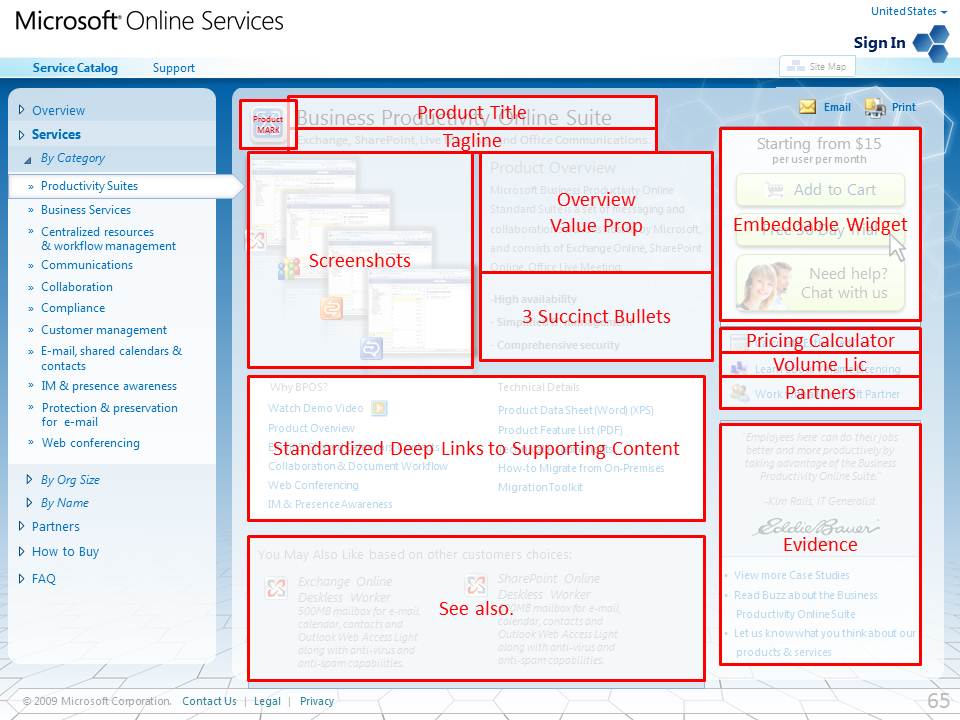 Microsoft® Online Services
United States
Sign In
Service Catalog
Support
Site Map
Overview
Services
By Category
» Productivity Suites
» Business Services
» Centralized resources
& workflow management
» Communications
» Collaboration
» Compliance
» Customer management
» E-mail, shared calendars &
contacts
» IM & presence awareness
» Protection & preservation
for e-mail
» Web conferencing
By Org Size
By Name
Partners
How to Buy
FAQ
Email
Print
Product
MARK
Product Title
Business Productivity Online Suite
Tagline
Exchange, SharePoint, Live and Office Communications.
Screenshots
Product Overview
Microsoft Business Productivity Online
Standard Suite is a set of messaging and
collaboration by Microsoft,
and consists of Exchange Online, SharePoint
Online, Office Live Meeting
Overview
Value Prop
-High availability
3 Succinct Bullets
- Comprehensive security
Starting from $15
per user per month
Add to Cart
Embeddable Widget
Need help?
Chat with us
Pricing Calculator
Volume Lic
Licensing
Partners
Work Partner
Why BPOS?
Watch Demo Video
Product Overview
Collaboration & Document Workflow
Web Conferencing
IM & Presence Awareness
Technical Details
Product Data Sheet (Word) (XPS)
Product Feature List (PDF)
How-to Migrate from On-Premises
Migration Toolkit
Standardized Deep Links to Supporting Content
Employees here can do their jobs
better and more productively by
taking advantage of the Business
Productivity Online Suite."
–Kim Rails, IT Generalist
Eddie Bauer
Evidence
• View more Case Studies
• Read Buzz about the Business
Productivity Online Suite
• Let us know what you think about our
products & services
You May Also Like based on other customers choices:
Exchange Online
Deskless Worker
500MB mailbox for e-mail,
calendar, contacts and
Outlook Web Access Light
along with anti-virus and
anti-spam capabilities.
SharePoint Online
Deskless Worker
500MB mailbox for e-mail,
calendar, contacts and
Outlook Web Access Light
along with anti-virus and
anti-spam capabilities.
See also.
© 2009 Microsoft Corporation. Contact Us | Legal | Privacy
65